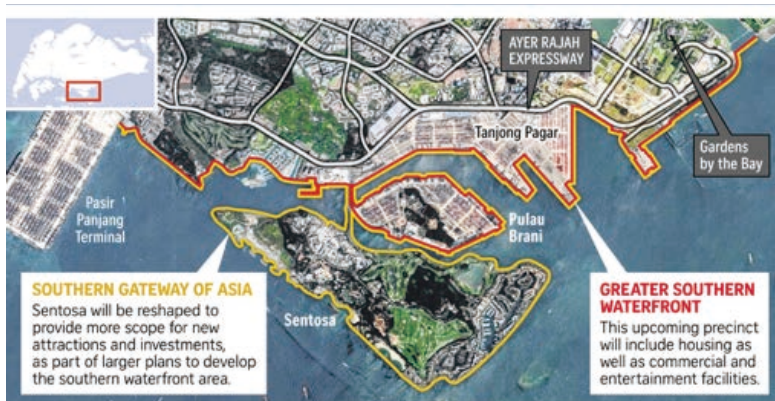 AYER RAJAH
EXPRESSWAY
Tanjong Pagar
Gardens
by the Bay
Pasir
Panjang
Terminal
Pulau
Brani
SOUTHERN GATEWAY OF ASIA
Sentosa will be reshaped to
provide more scope for new
attractions and investments,
as part of larger plans to develop
the southern waterfront area.
Sentosa
GREATER SOUTHERN
WATERFRONT
This upcoming precinct
will include housing as
well as commercial and
entertainment facilities.